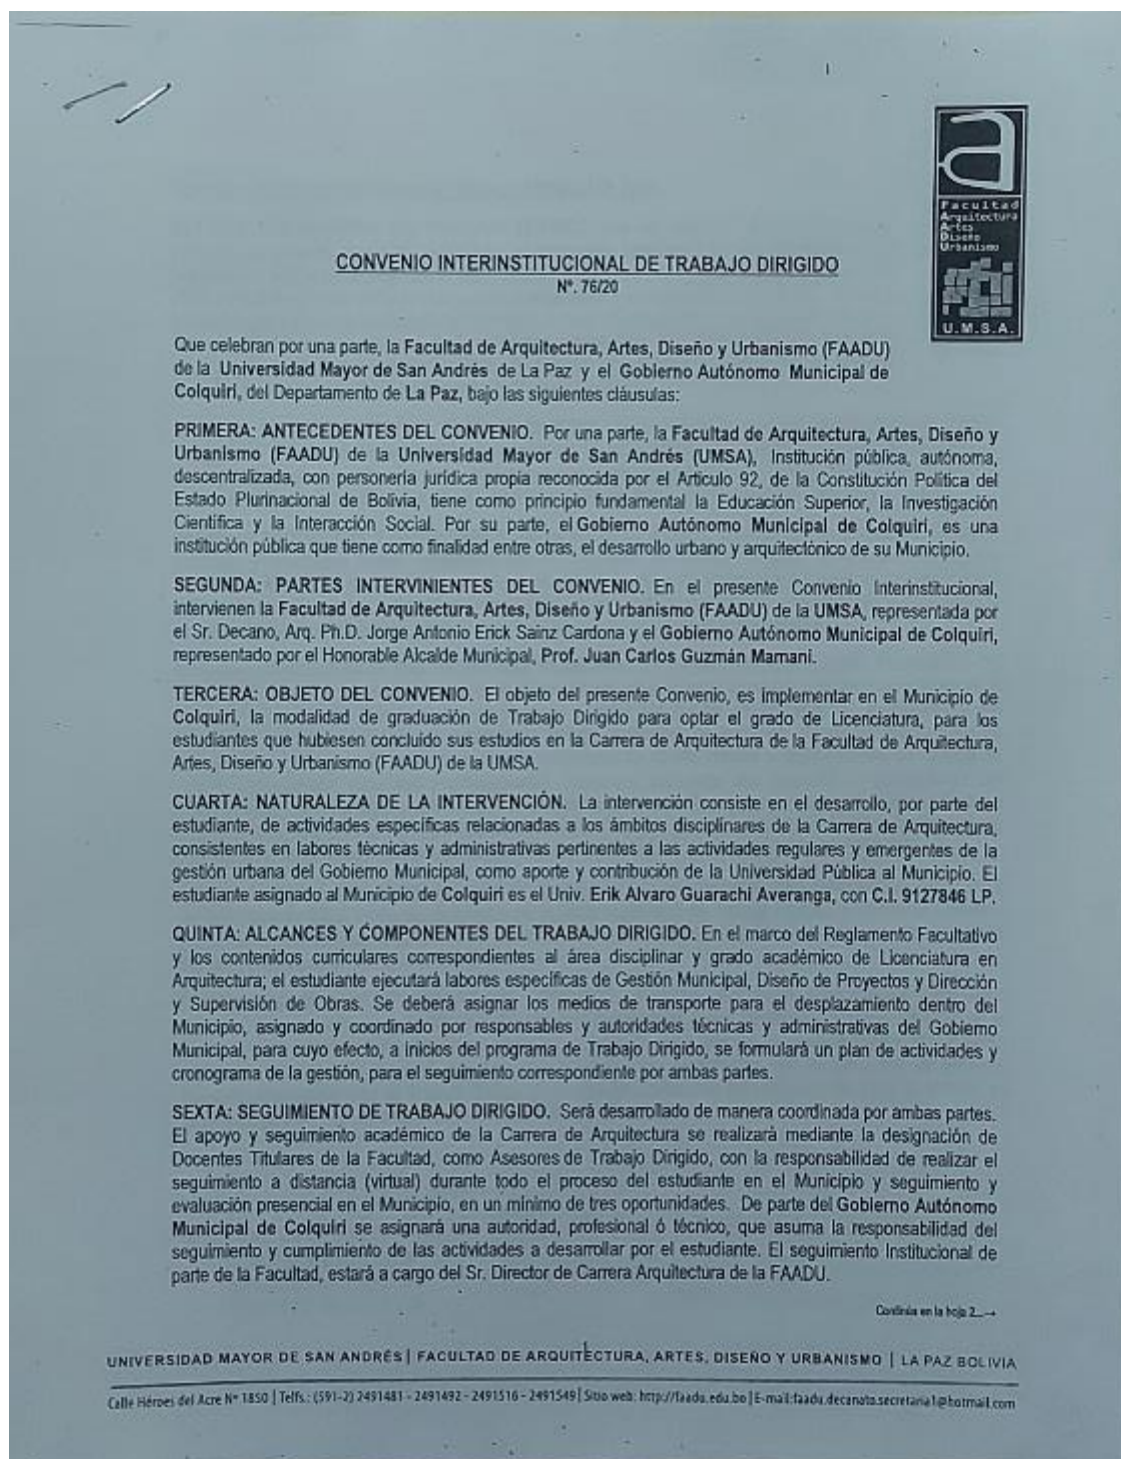 Facultad
Arquitectura
Artes
Diseño
Urbanismo
U.M.S.A.
CONVENIO INTERINSTITUCIONAL DE TRABAJO DIRIGIDO
Nº. 76/20
Que celebran por una parte, la Facultad de Arquitectura, Artes, Diseño y Urbanismo (FAADU)
de la Universidad Mayor de San Andrés de La Paz y el Gobierno Autónomo Municipal de
Colquiri, del Departamento de La Paz, bajo las siguientes cláusulas:
PRIMERA: ANTECEDENTES DEL CONVENIO. Por una parte, la Facultad de Arquitectura, Artes, Diseño y
Urbanismo (FAADU) de la Universidad Mayor de San Andrés (UMSA), Institución pública, autónoma,
descentralizada, con personería jurídica propia reconocida por el Artículo 92, de la Constitución Política del
Estado Plurinacional de Bolivia, tiene como principio fundamental la Educación Superior, la Investigación
Científica y la Interacción Social. Por su parte, el Gobierno Autónomo Municipal de Colquiri, es una
institución pública que tiene como finalidad entre otras, el desarrollo urbano y arquitectónico de su Municipio.
SEGUNDA: PARTES INTERVINIENTES DEL CONVENIO. En el presente Convenio Interinstitucional,
intervienen la Facultad de Arquitectura, Artes, Diseño y Urbanismo (FAADU) de la UMSA, representada por
el Sr. Decano, Arq. Ph.D. Jorge Antonio Erick Sainz Cardona y el Gobierno Autónomo Municipal de Colquiri,
representado por el Honorable Alcalde Municipal, Prof. Juan Carlos Guzmán Mamani.
TERCERA: OBJETO DEL CONVENIO. El objeto del presente Convenio, es implementar en el Municipio de
Colquiri, la modalidad de graduación de Trabajo Dirigido para optar el grado de Licenciatura, para los
estudiantes que hubiesen concluido sus estudios en la Carrera de Arquitectura de la Facultad de Arquitectura,
Artes, Diseño y Urbanismo (FAADU) de la UMSA.
CUARTA: NATURALEZA DE LA INTERVENCIÓN. La intervención consiste en el desarrollo, por parte del
estudiante, de actividades específicas relacionadas a los ámbitos disciplinares de la Carrera de Arquitectura,
consistentes en labores técnicas y administrativas pertinentes a las actividades regulares y emergentes de la
gestión urbana del Gobierno Municipal, como aporte y contribución de la Universidad Pública al Municipio. El
estudiante asignado al Municipio de Colquiri es el Univ. Erik Alvaro Guarachi Averanga, con C.I. 9127846 LP.
QUINTA: ALCANCES Y COMPONENTES DEL TRABAJO DIRIGIDO. En el marco del Reglamento Facultativo
y los contenidos curriculares correspondientes al área disciplinar y grado académico de Licenciatura en
Arquitectura; el estudiante ejecutará labores específicas de Gestión Municipal, Diseño de Proyectos y Dirección
y Supervisión de Obras. Se deberá asignar los medios de transporte para el desplazamiento dentro del
Municipio, asignado y coordinado por responsables y autoridades técnicas y administrativas del Gobierno
Municipal, para cuyo efecto, a inicios del programa de Trabajo Dirigido, se formulará un plan de actividades y
cronograma de la gestión, para el seguimiento correspondiente por ambas partes.
SEXTA: SEGUIMIENTO DE TRABAJO DIRIGIDO. Será desarrollado de manera coordinada por ambas partes.
El apoyo y seguimiento académico de la Carrera de Arquitectura se realizará mediante la designación de
Docentes Titulares de la Facultad, como Asesores de Trabajo Dirigido, con la responsabilidad de realizar el
seguimiento a distancia (virtual) durante todo el proceso del estudiante en el Municipio y seguimiento y
evaluación presencial en el Municipio, en un mínimo de tres oportunidades. De parte del Gobierno Autónomo
Municipal de Colquiri se asignará una autoridad, profesional ó técnico, que asuma la responsabilidad del
seguimiento y cumplimiento de las actividades a desarrollar por el estudiante. El seguimiento Institucional de
parte de la Facultad, estará a cargo del Sr. Director de Carrera Arquitectura de la FAADU.
Continúa en la hoja 2...→
UNIVERSIDAD MAYOR DE SAN ANDRÉS | FACULTAD DE ARQUITECTURA, ARTES, DISEÑO Y URBANISMO | LA PAZ BOLIVIA
Calle Héroes del Acre Nº 1850 | Telfs.: (591-2) 2491481 - 2491492 - 2491516 - 2491549 | Sitio web: http://faadu.edu.bo | E-mail:faadu.decanato.secretaria1@hotmail.com